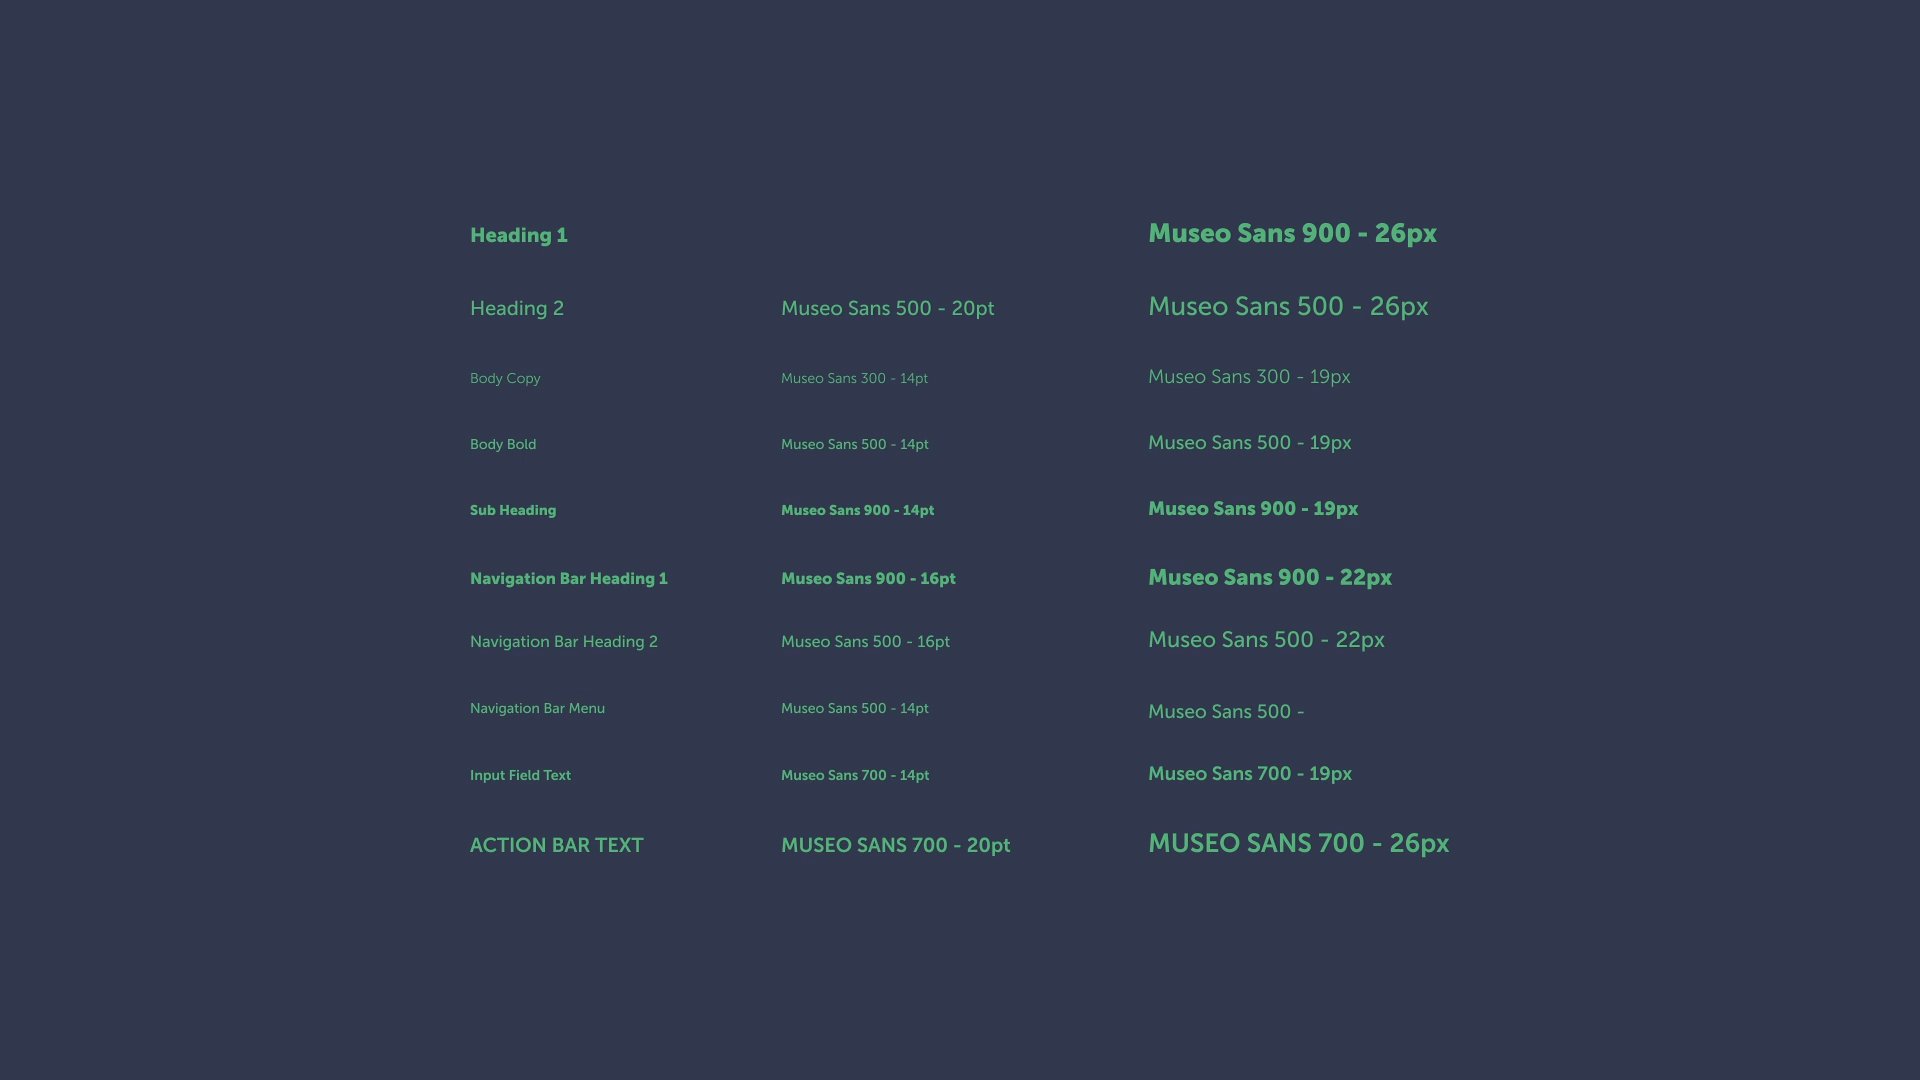 Heading 1 Museo Sans 900 - 26px
Heading 2 Museo Sans 500 - 20pt Museo Sans 500 - 26px
Body Copy Museo Sans 300 - 14pt Museo Sans 300 - 19px
Body Bold Museo Sans 500 - 14pt Museo Sans 500 - 19px
Sub Heading Museo Sans 900 - 14pt Museo Sans 900 - 19px
Navigation Bar Heading 1 Museo Sans 900 - 16pt Museo Sans 900 - 22px
Navigation Bar Heading 2 Museo Sans 500 - 16pt Museo Sans 500 - 22px
Navigation Bar Menu Museo Sans 500 - 14pt Museo Sans 500 -
Input Field Text Museo Sans 700 - 14pt Museo Sans 700 - 19px
ACTION BAR TEXT MUSEO SANS 700 - 20pt MUSEO SANS 700 - 26px